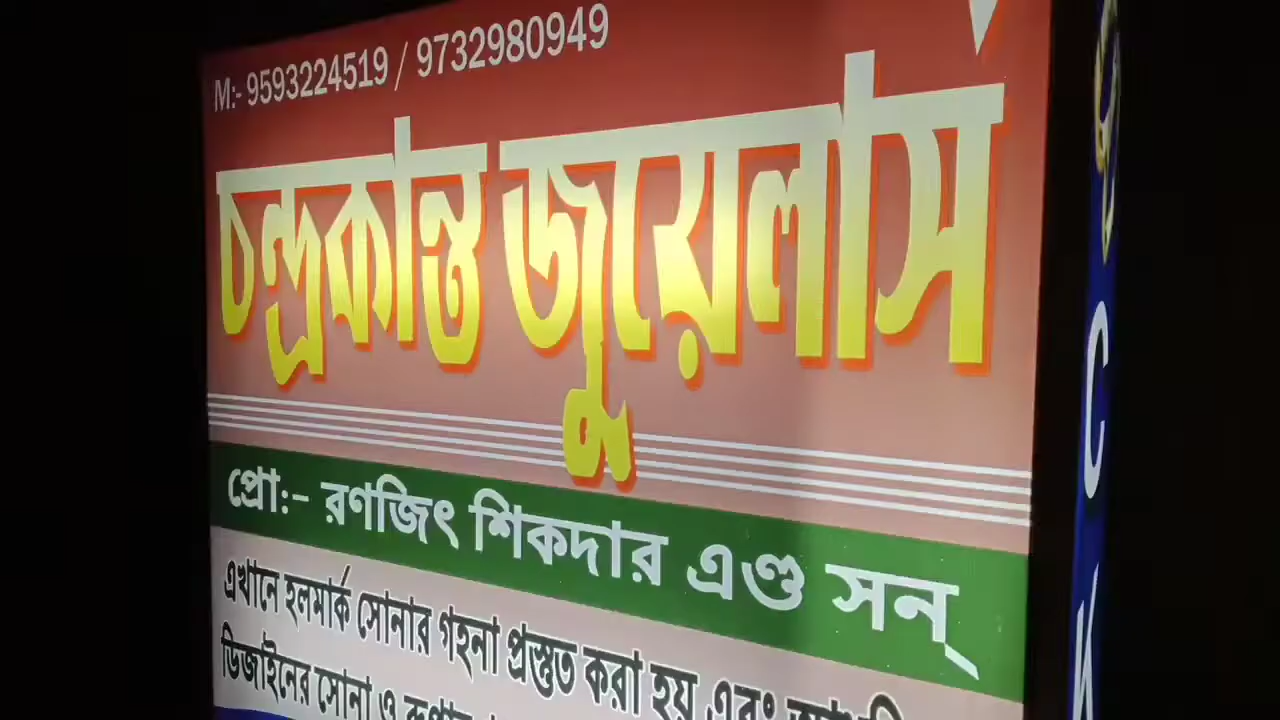 M:- 9593224519 / 9732980949
চন্দ্রকান্ত জুয়েলার্স
প্রো:- রণজিৎ শিকদার এণ্ড সন্
এখানে হলমার্ক সোনার গহনা প্রস্তুত করা হয় এবং
ডিজাইনের সোনা ও রূপার